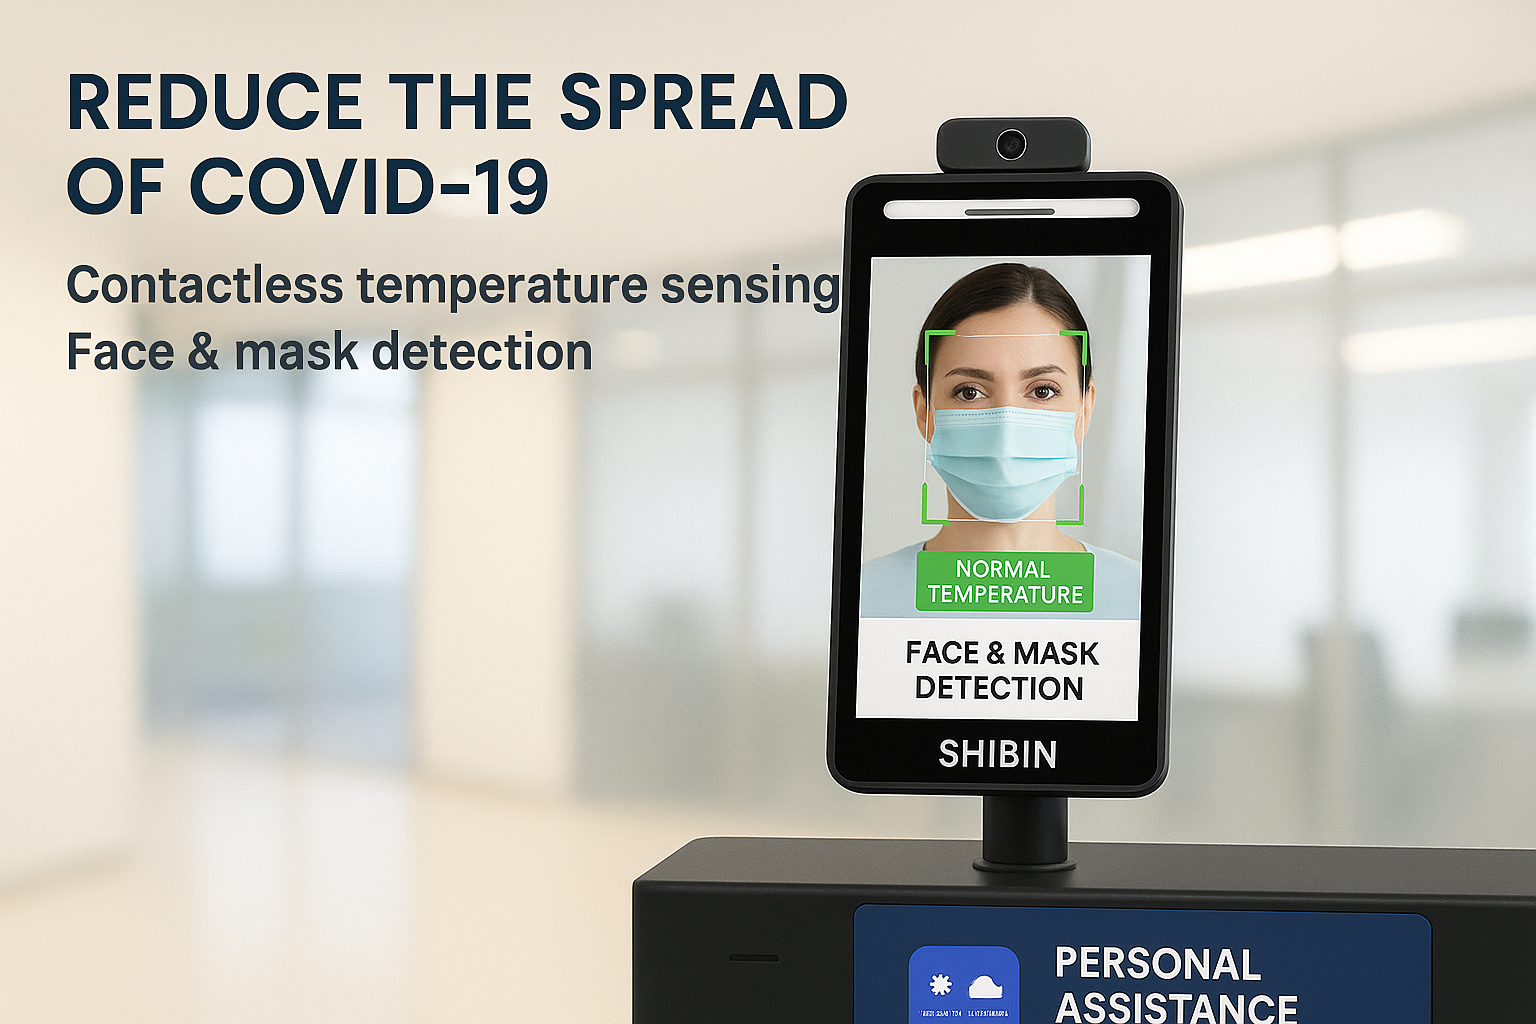 REDUCE THE SPREAD
OF COVID-19
Contactless temperature sensing
Face & mask detection
NORMAL
TEMPERATURE
FACE & MASK
DETECTION
SHIBIN
PERSONAL
ASSISTANCE